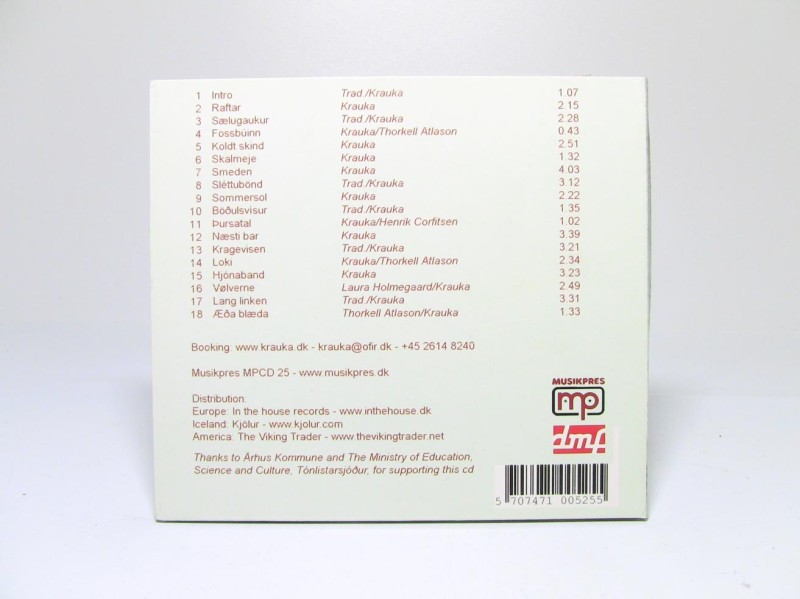 1 Intro Trad./Krauka 1.07
2 Raftar Krauka 2.15
3 Sælugaukur Trad./Krauka 2.28
4 Fossbúinn Krauka/Thorkell Atlason 0.43
5 Koldt skind Krauka 2.51
6 Skalmeje Krauka 1.32
7 Smeden Krauka 4.03
8 Sléttubönd Trad./Krauka 3.12
9 Sommersol Krauka 2.22
10 Böðulsvísur Trad./Krauka 1.35
11 Þursatal Krauka/Henrik Corfitsen 1.02
12 Næsti bar Krauka 3.39
13 Kragevisen Trad./Krauka 3.21
14 Loki Krauka/Thorkell Atlason 2.34
15 Hjónaband Krauka 3.23
16 Vølverne Laura Holmegaard/Krauka 2.49
17 Lang linken Trad./Krauka 3.31
18 Æða blæda Thorkell Atlason/Krauka 1.33
Booking: www.krauka.dk - krauka@ofir.dk - +45 2614 8240
Musikpres MPCD 25 - www.musikpres.dk
Distribution:
Europe: In the house records - www.inthehouse.dk
Iceland: Kjölur - www.kjolur.com
America: The Viking Trader - www.thevikingtrader.net
Thanks to Århus Kommune and The Ministry of Education,
Science and Culture, Tónlistarsjóður, for supporting this cd
MUSIKPRES
mp
dmf
5 707471 005255